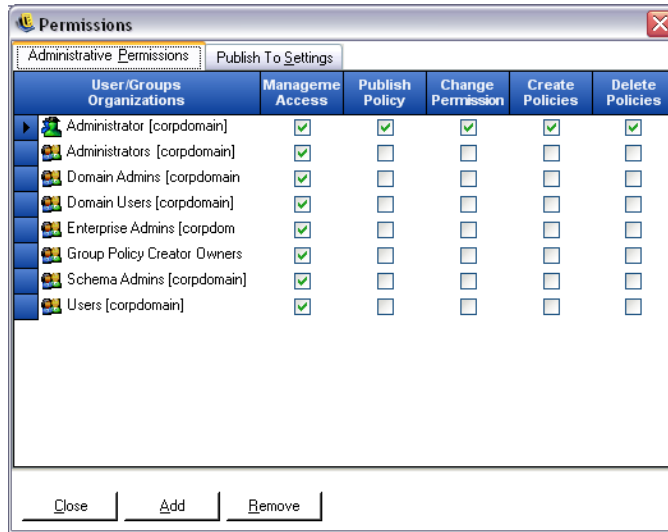 Permissions
Administrative Permissions Publish To Settings
User/Groups Manageme Publish Change Create Delete
Organizations Access Policy Permission Policies Policies
Administrator [corpdomain]
Administrators [corpdomain]
Domain Admins [corpdomain
Domain Users [corpdomain]
Enterprise Admins [corpdom
Group Policy Creator Owners
Schema Admins [corpdomain]
Users [corpdomain]
Close Add Remove